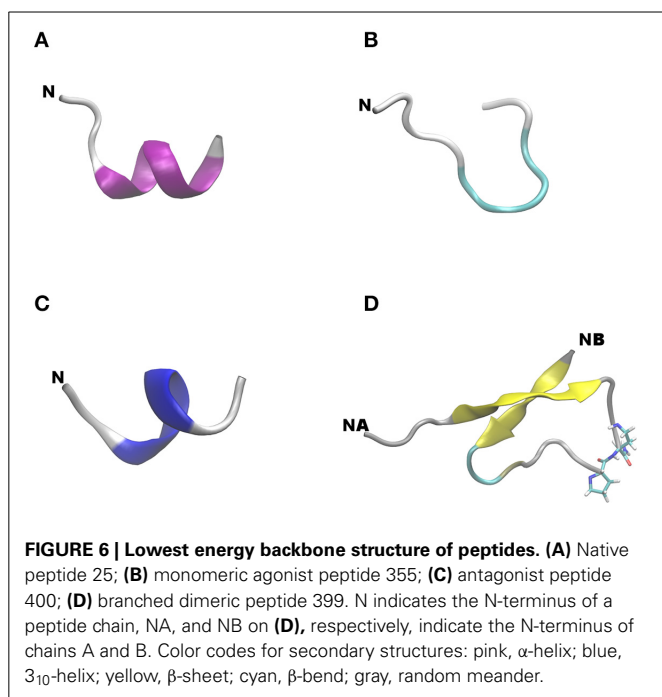 A
B
N
N
C
D
N
NB
NA
FIGURE 6 | Lowest energy backbone structure of peptides. (A) Native
peptide 25; (B) monomeric agonist peptide 355; (C) antagonist peptide
400; (D) branched dimeric peptide 399. N indicates the N-terminus of a
peptide chain, NA, and NB on (D), respectively, indicate the N-terminus of
chains A and B. Color codes for secondary structures: pink, α-helix; blue,
3₁₀-helix; yellow, β-sheet; cyan, β-bend; gray, random meander.